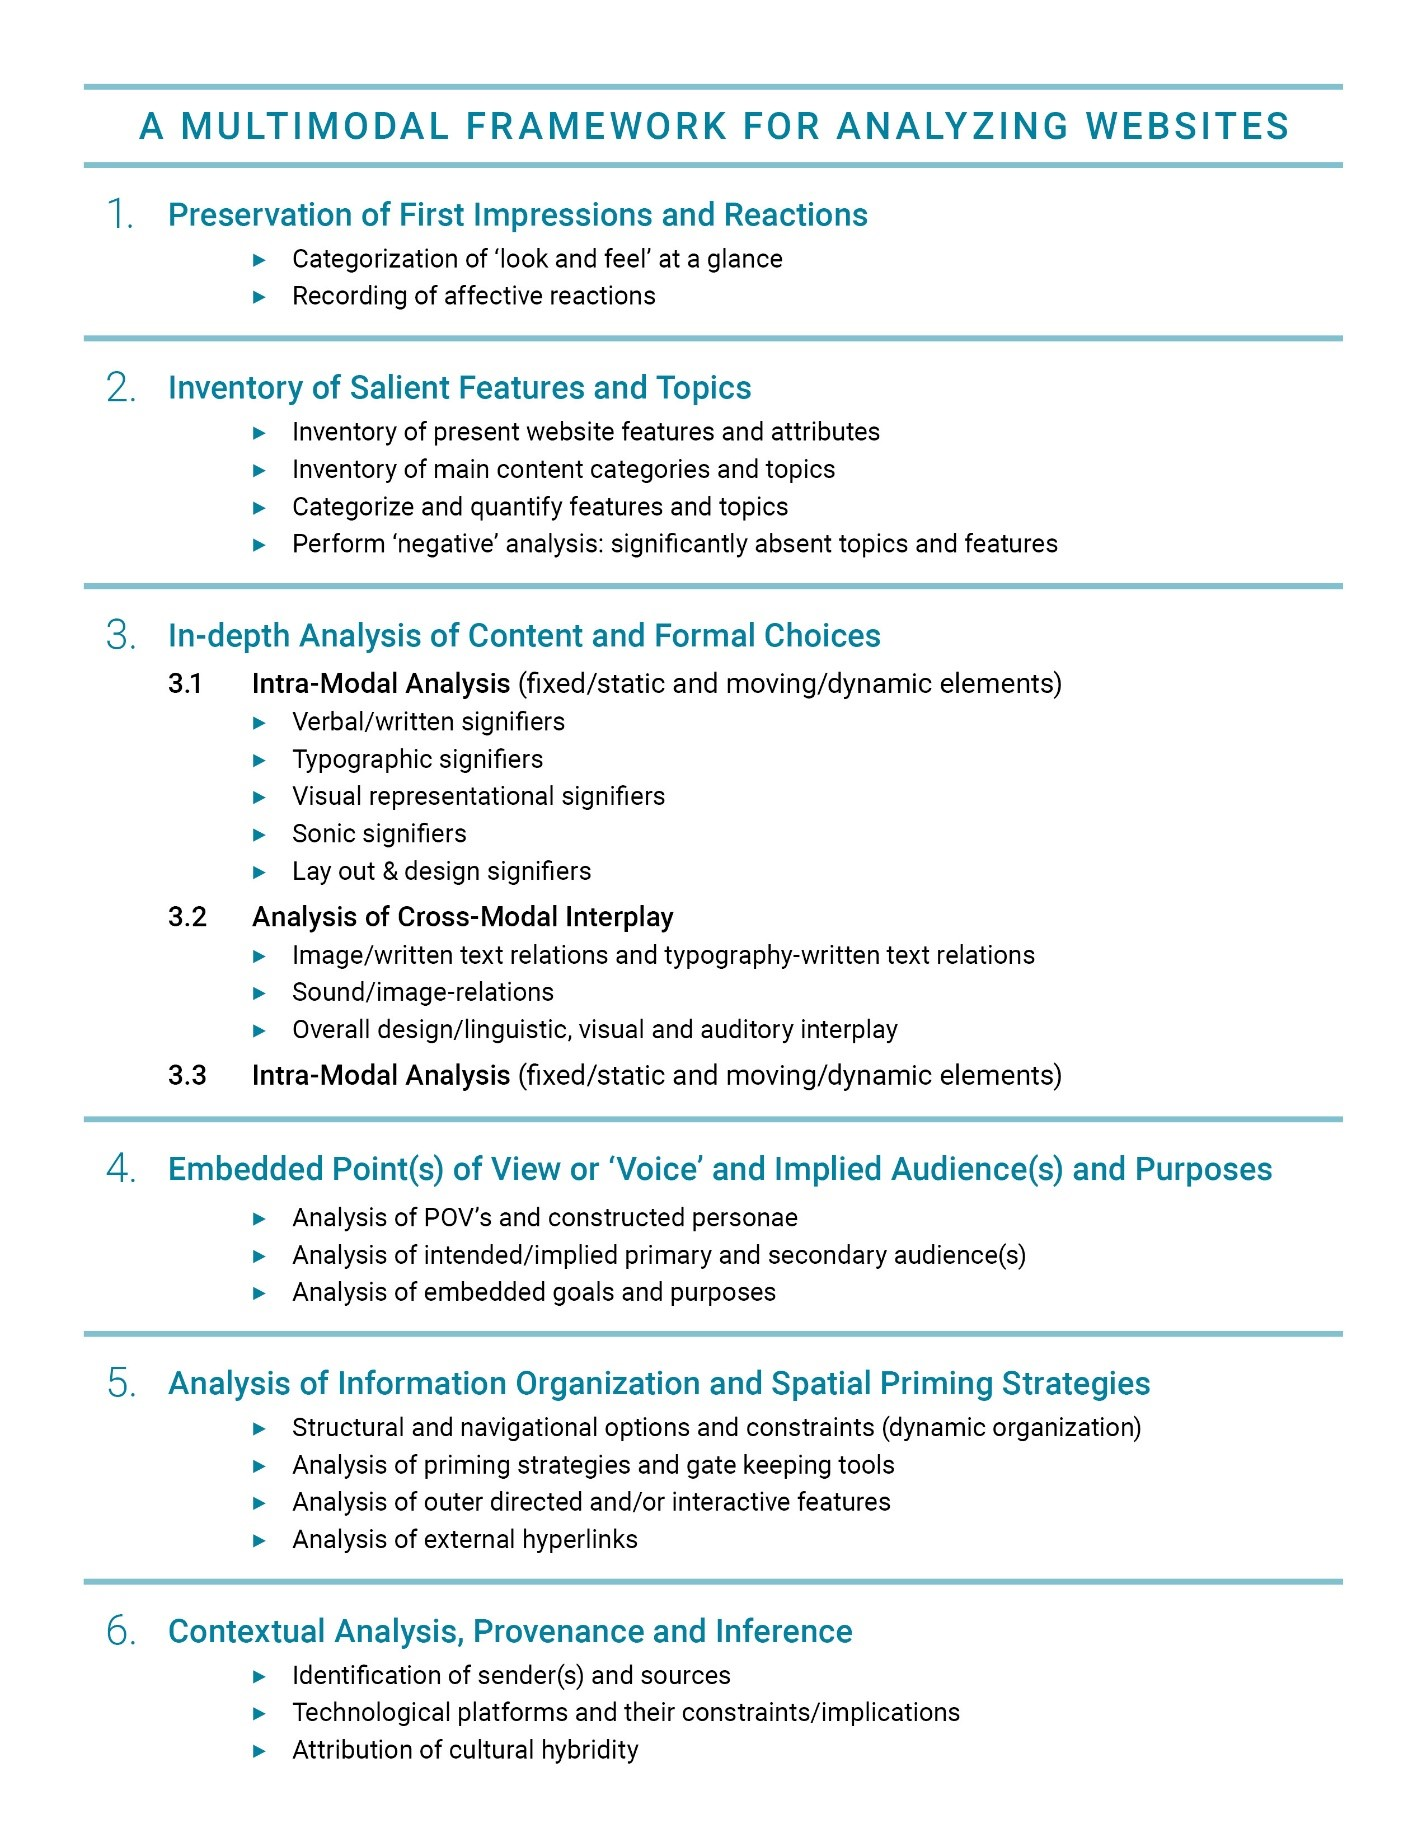 A MULTIMODAL FRAMEWORK FOR ANALYZING WEBSITES
1. Preservation of First Impressions and Reactions
► Categorization of ‘look and feel’ at a glance
► Recording of affective reactions
2. Inventory of Salient Features and Topics
► Inventory of present website features and attributes
► Inventory of main content categories and topics
► Categorize and quantify features and topics
► Perform ‘negative’ analysis: significantly absent topics and features
3. In-depth Analysis of Content and Formal Choices
3.1 Intra-Modal Analysis (fixed/static and moving/dynamic elements)
► Verbal/written signifiers
► Typographic signifiers
► Visual representational signifiers
► Sonic signifiers
► Lay out & design signifiers
3.2 Analysis of Cross-Modal Interplay
► Image/written text relations and typography-written text relations
► Sound/image-relations
► Overall design/linguistic, visual and auditory interplay
3.3 Intra-Modal Analysis (fixed/static and moving/dynamic elements)
4. Embedded Point(s) of View or ‘Voice’ and Implied Audience(s) and Purposes
► Analysis of POV’s and constructed personae
► Analysis of intended/implied primary and secondary audience(s)
► Analysis of embedded goals and purposes
5. Analysis of Information Organization and Spatial Priming Strategies
► Structural and navigational options and constraints (dynamic organization)
► Analysis of priming strategies and gate keeping tools
► Analysis of outer directed and/or interactive features
► Analysis of external hyperlinks
6. Contextual Analysis, Provenance and Inference
► Identification of sender(s) and sources
► Technological platforms and their constraints/implications
► Attribution of cultural hybridity